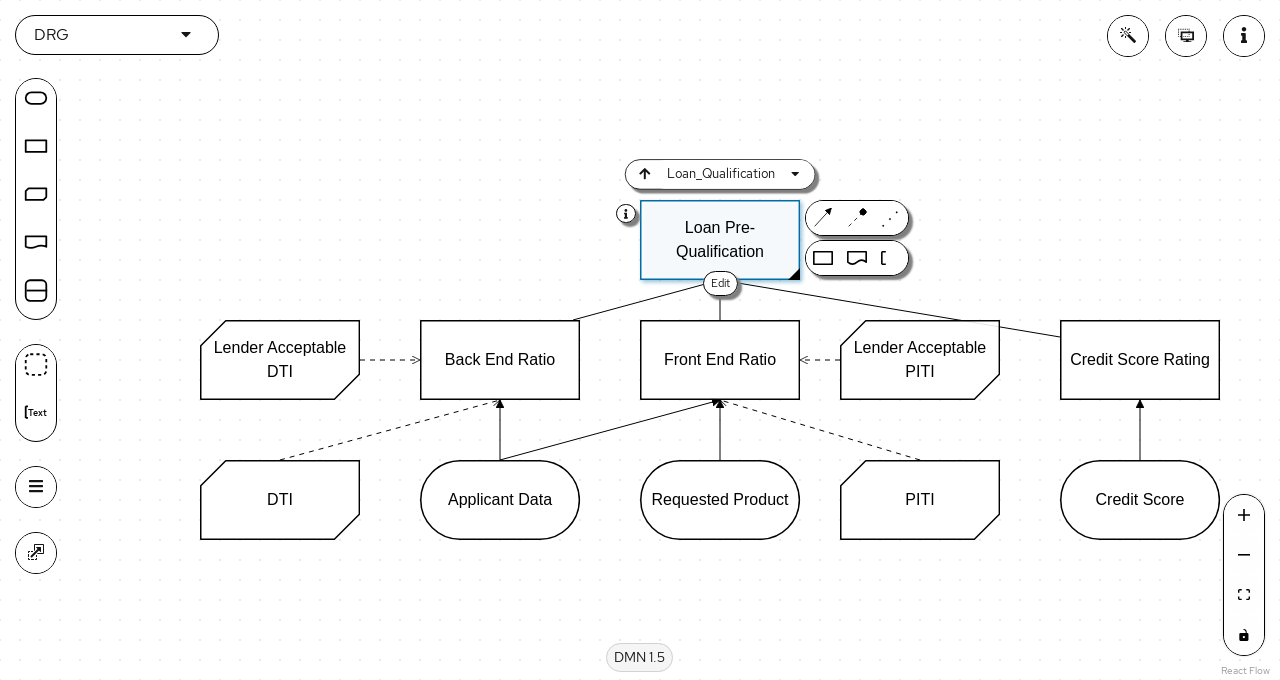 DRG
Loan_Qualification
Loan Pre-
Qualification
Edit
Lender Acceptable
DTI
Back End Ratio
Front End Ratio
Lender Acceptable
PITI
Credit Score Rating
Text
DTI
Applicant Data
Requested Product
PITI
Credit Score
DMN 1.5
React Flow